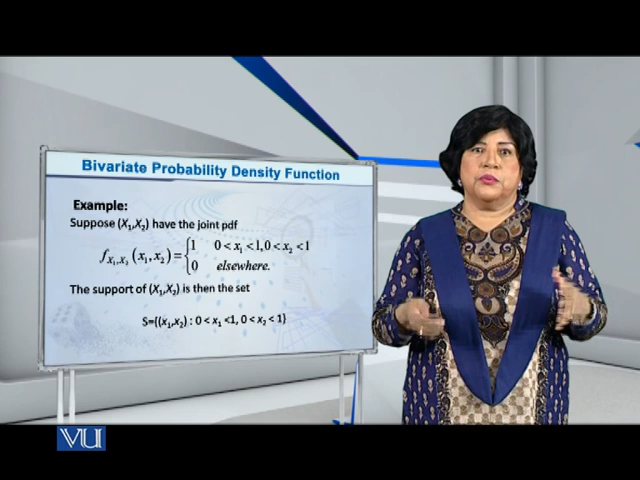 Bivariate Probability Density Function
Example:
Suppose (X₁,X₂) have the joint pdf
f_{X₁,X₂}(x₁,x₂)={1 0<x₁<1,0<x₂<1
0 elsewhere.
The support of (X₁,X₂) is then the set
S={(x₁,x₂) : 0 < x₁ <1, 0 < x₂ < 1}
VU